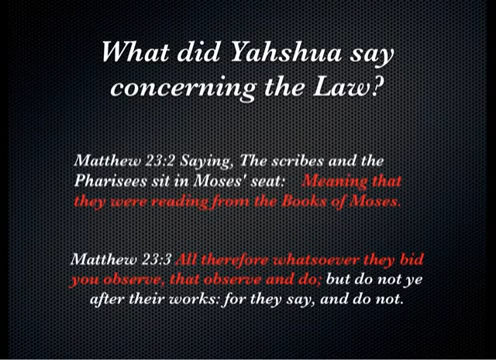 What did Yahshua say
concerning the Law?
Matthew 23:2 Saying, The scribes and the
Pharisees sit in Moses' seat: Meaning that
they were reading from the Books of Moses.
Matthew 23:3 All therefore whatsoever they bid
you observe, that observe and do; but do not ye
after their works: for they say, and do not.